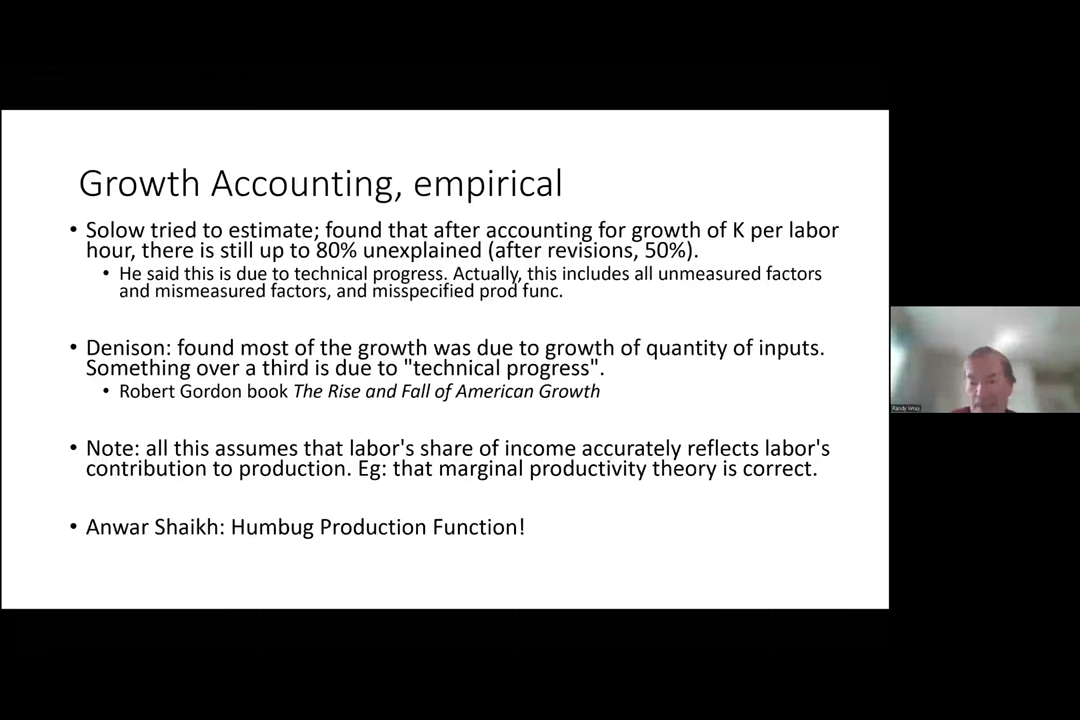 Growth Accounting, empirical
• Solow tried to estimate; found that after accounting for growth of K per labor
hour, there is still up to 80% unexplained (after revisions, 50%).
• He said this is due to technical progress. Actually, this includes all unmeasured factors
and mismeasured factors, and misspecified prod func.
• Denison: found most of the growth was due to growth of quantity of inputs.
Something over a third is due to "technical progress".
• Robert Gordon book The Rise and Fall of American Growth
• Note: all this assumes that labor's share of income accurately reflects labor's
contribution to production. Eg: that marginal productivity theory is correct.
• Anwar Shaikh: Humbug Production Function!
Randy Wray